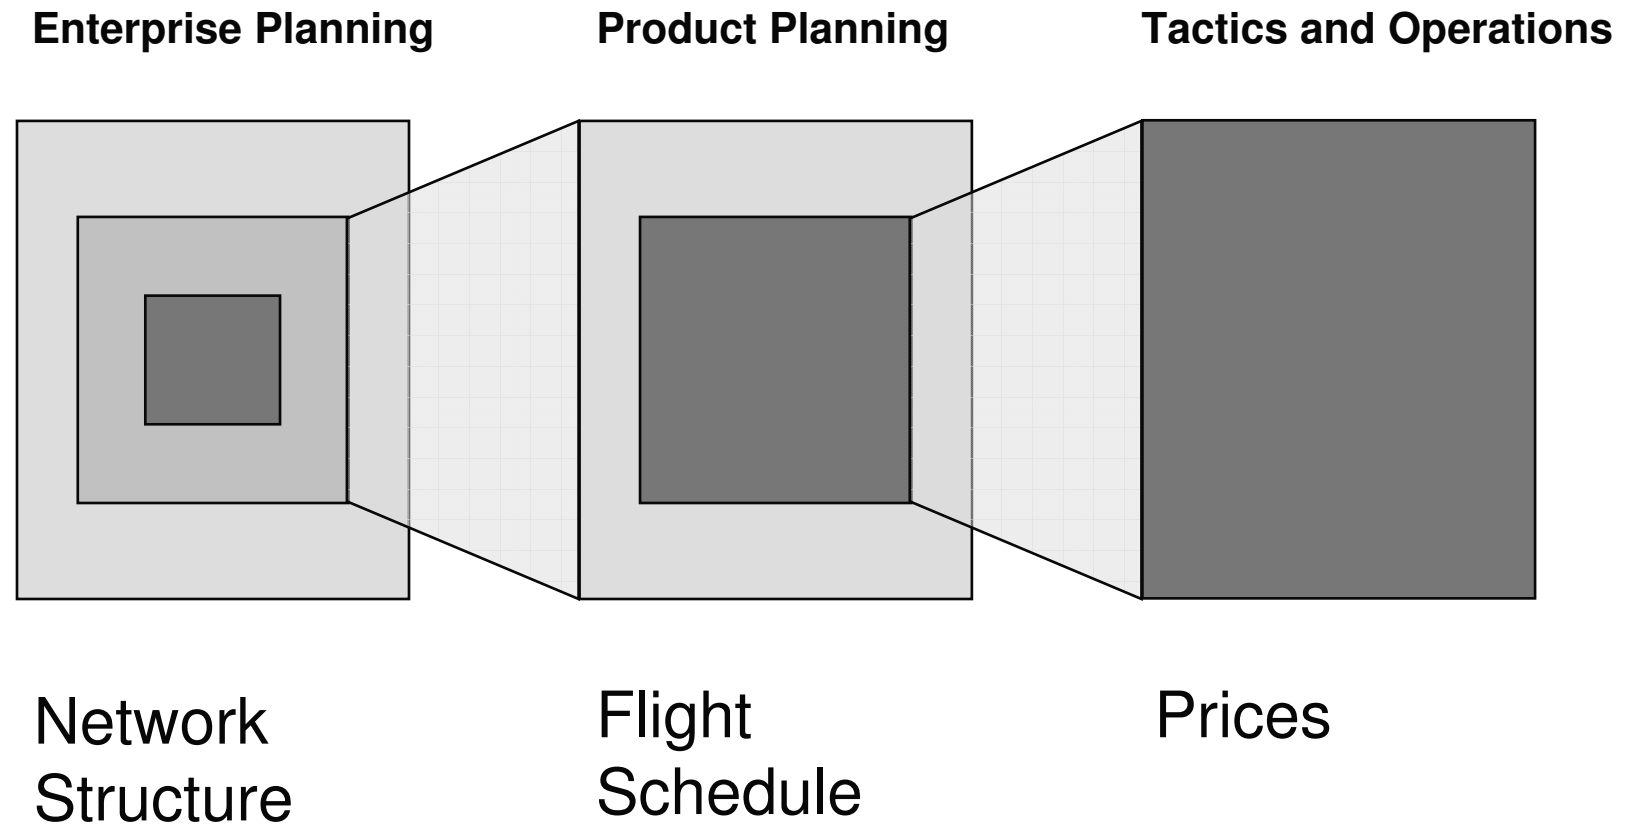 Enterprise Planning
Product Planning
Tactics and Operations
Network
Structure
Flight
Schedule
Prices